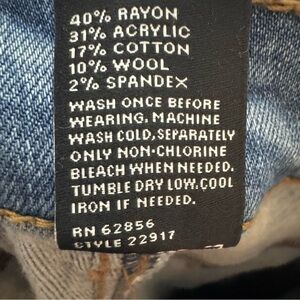 40% RAYON
31% ACRYLIC
17% COTTON
10% WOOL
2% SPANDEX
WASH ONCE BEFORE
WEARING. MACHINE
WASH COLD, SEPARATELY
ONLY NON-CHLORINE
BLEACH WHEN NEEDED.
TUMBLE DRY LOW, COOL
IRON IF NEEDED.
RN 62856
STYLE 22917